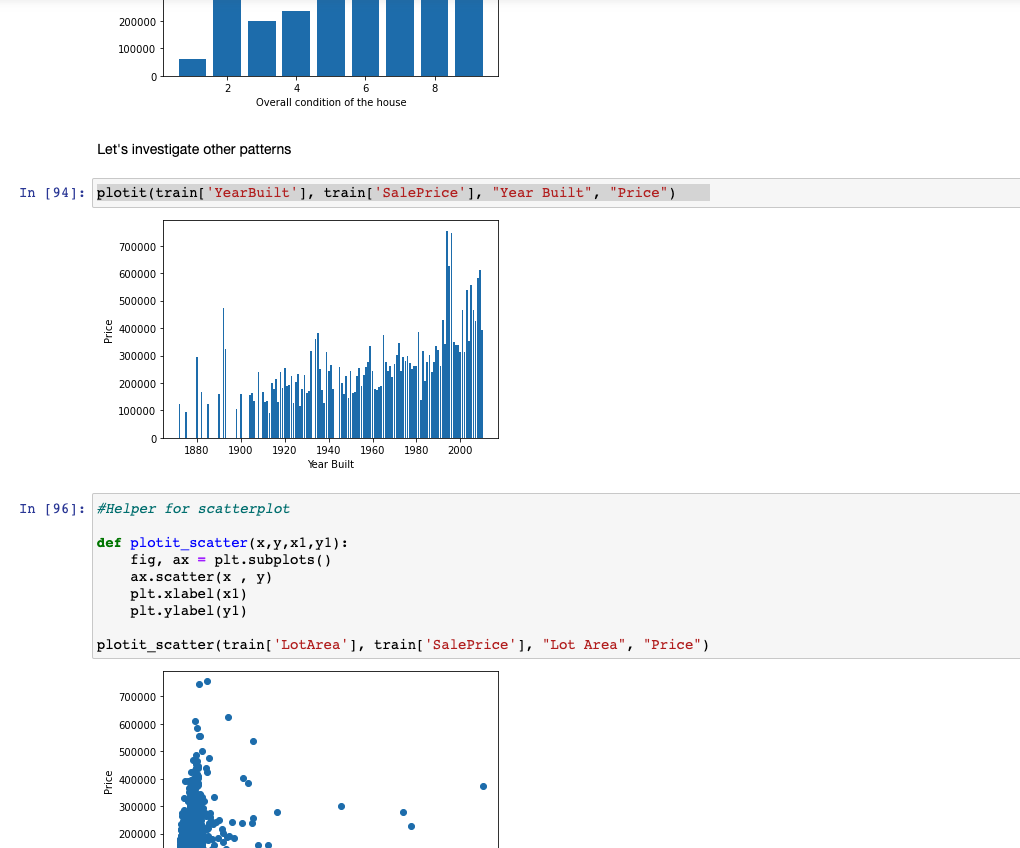 200000
100000
0
2 4 6 8
Overall condition of the house
Let's investigate other patterns
In [94]: plotit(train['YearBuilt'], train['SalePrice'], "Year Built", "Price")
700000
600000
500000
400000
300000
200000
100000
0
Price
1880 1900 1920 1940 1960 1980 2000
Year Built
In [96]: #Helper for scatterplot
def plotit_scatter(x,y,x1,y1):
    fig, ax = plt.subplots()
    ax.scatter(x , y)
    plt.xlabel(x1)
    plt.ylabel(y1)
plotit_scatter(train['LotArea'], train['SalePrice'], "Lot Area", "Price")
700000
600000
500000
400000
300000
200000
Price